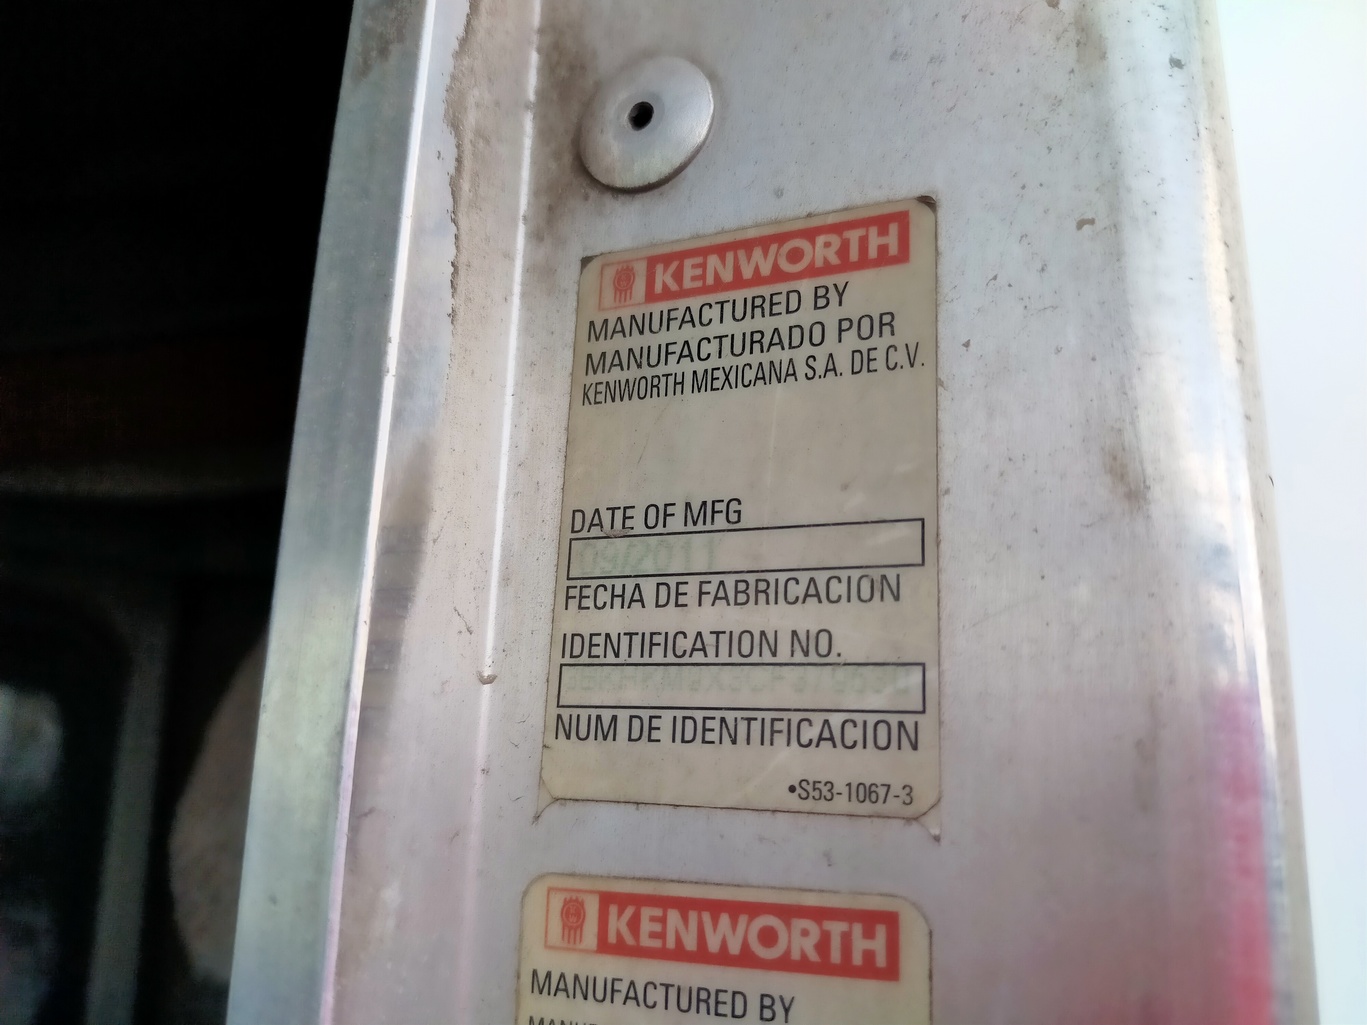 KENWORTH
MANUFACTURED BY
MANUFACTURADO POR
KENWORTH MEXICANA S.A. DE C.V.
DATE OF MFG
FECHA DE FABRICACION
IDENTIFICATION NO.
NUM DE IDENTIFICACION
•S53-1067-3
KENWORTH
MANUFACTURED BY